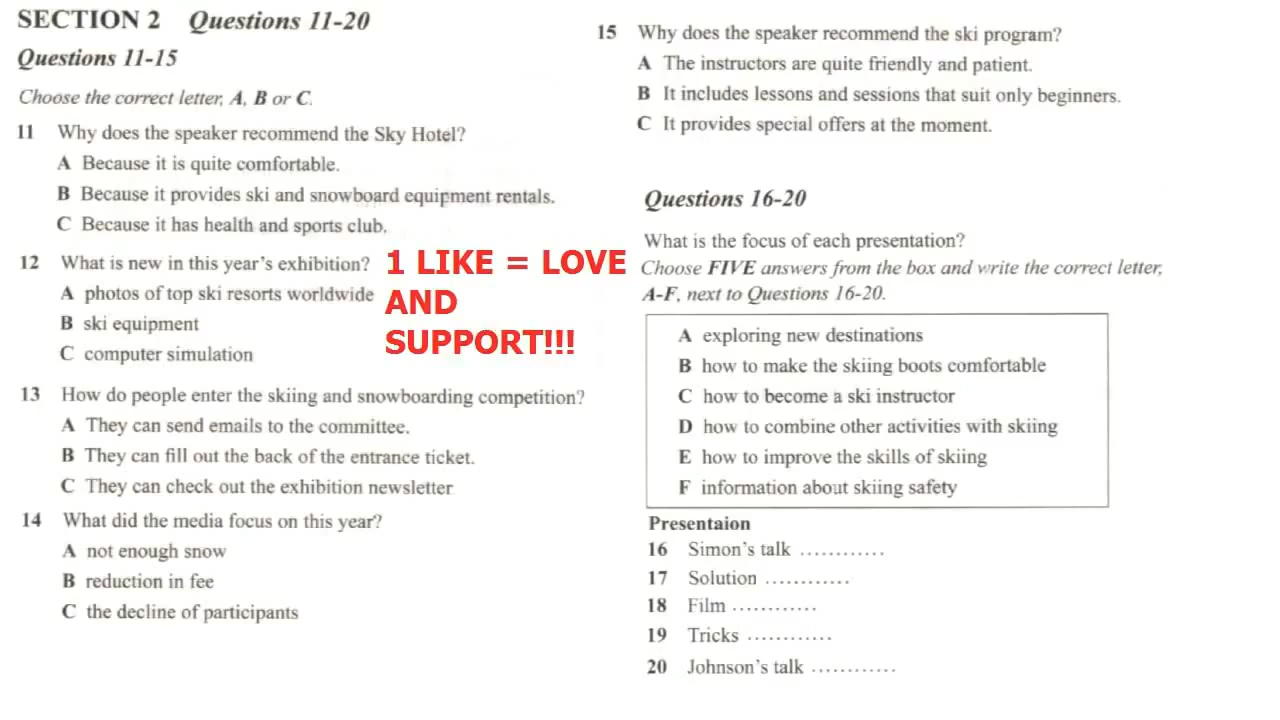 SECTION 2 Questions 11-20
Questions 11-15
Choose the correct letter, A, B or C.
11 Why does the speaker recommend the Sky Hotel?
A Because it is quite comfortable.
B Because it provides ski and snowboard equipment rentals.
C Because it has health and sports club.
12 What is new in this year's exhibition?
A photos of top ski resorts worldwide
B ski equipment
C computer simulation
1 LIKE = LOVE
AND
SUPPORT!!!
13 How do people enter the skiing and snowboarding competition?
A They can send emails to the committee.
B They can fill out the back of the entrance ticket.
C They can check out the exhibition newsletter
14 What did the media focus on this year?
A not enough snow
B reduction in fee
C the decline of participants
15 Why does the speaker recommend the ski program?
A The instructors are quite friendly and patient.
B It includes lessons and sessions that suit only beginners.
C It provides special offers at the moment.
Questions 16-20
What is the focus of each presentation?
Choose FIVE answers from the box and write the correct letter,
A-F, next to Questions 16-20.
A exploring new destinations
B how to make the skiing boots comfortable
C how to become a ski instructor
D how to combine other activities with skiing
E how to improve the skills of skiing
F information about skiing safety
Presentaion
16 Simon's talk ............
17 Solution ............
18 Film ............
19 Tricks ............
20 Johnson's talk ............